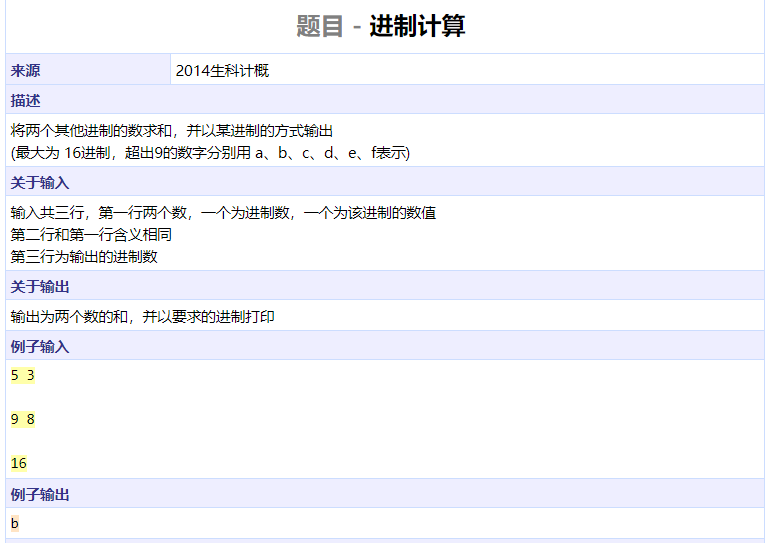 题目 - 进制计算
来源 2014生科计概
描述
将两个其他进制的数求和，并以某进制的方式输出
(最大为 16进制，超出9的数字分别用 a、b、c、d、e、f表示)
关于输入
输入共三行，第一行两个数，一个为进制数，一个为该进制的数值
第二行和第一行含义相同
第三行为输出的进制数
关于输出
输出为两个数的和，并以要求的进制打印
例子输入
5 3
9 8
16
例子输出
b